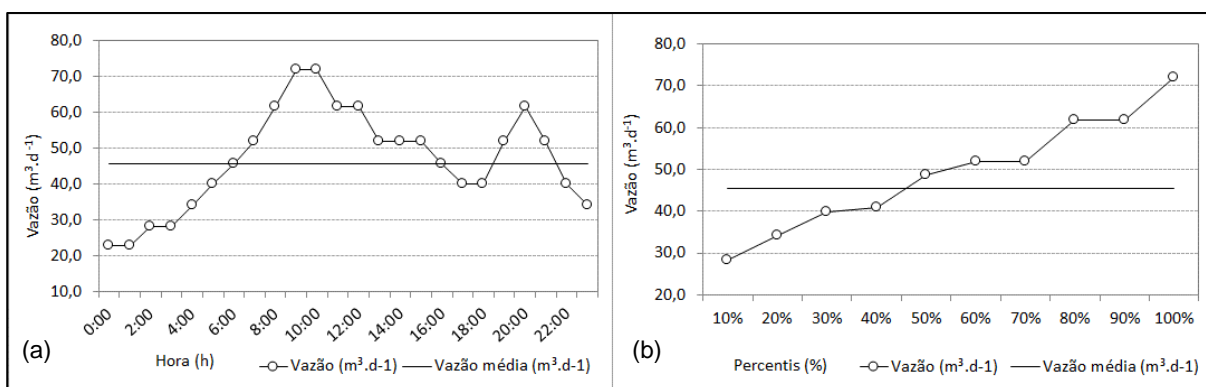 80,0
70,0
60,0
50,0
40,0
30,0
20,0
10,0
Vazão (m³.d⁻¹)
0:00 2:00 4:00 6:00 8:00 10:00 12:00 14:00 16:00 18:00 20:00 22:00
(a) Hora (h) Vazão (m³.d-1) Vazão média (m³.d-1)
80,0
70,0
60,0
50,0
40,0
30,0
20,0
Vazão (m³.d⁻¹)
10% 20% 30% 40% 50% 60% 70% 80% 90% 100%
(b) Percentis (%) Vazão (m³.d-1) Vazão média (m³.d-1)